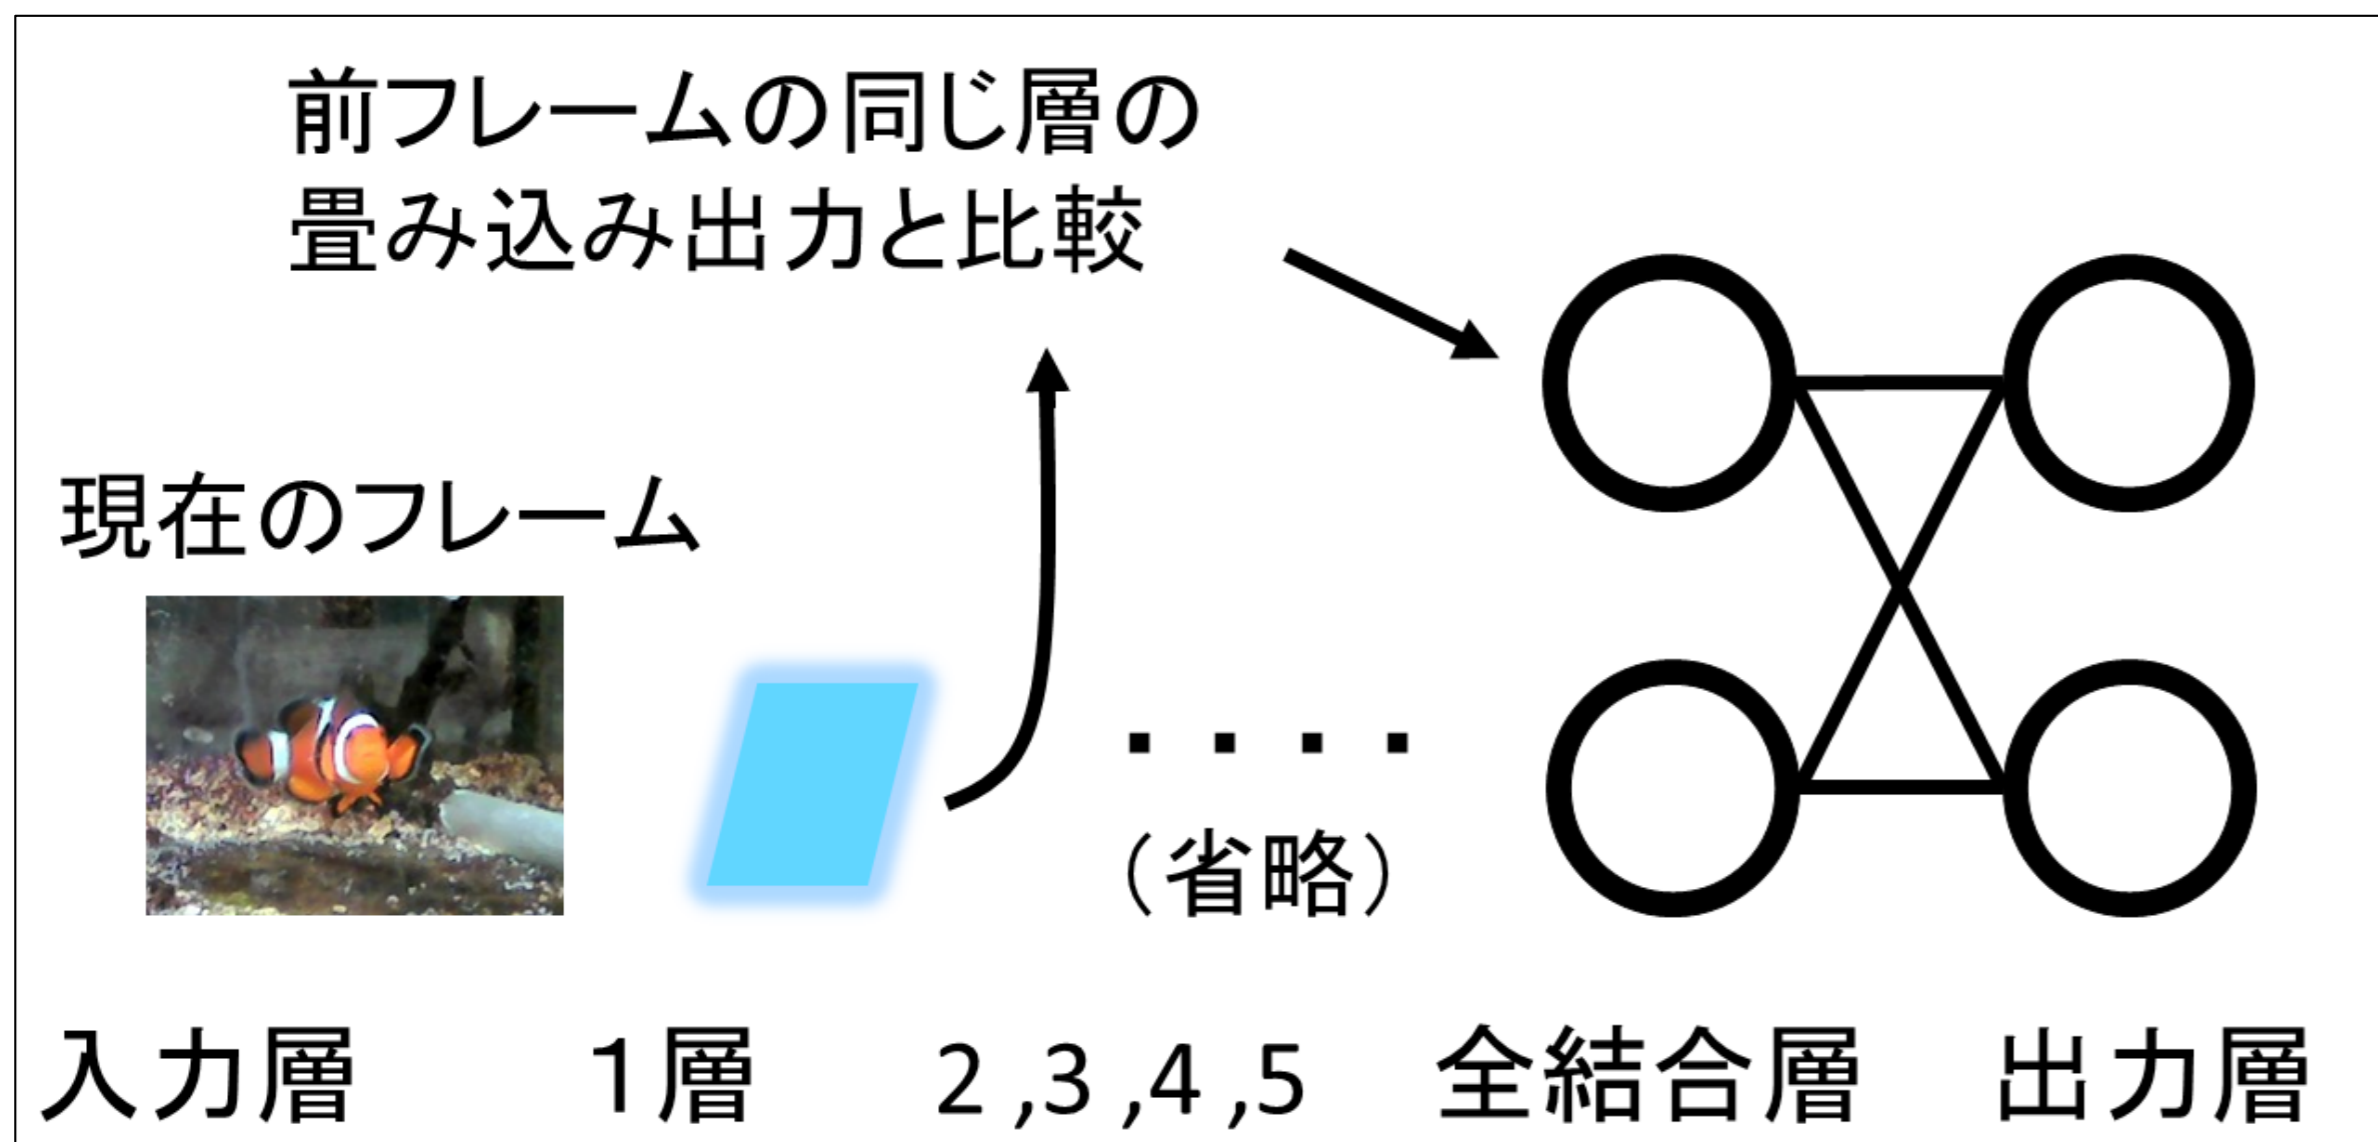 前フレームの同じ層の
畳み込み出力と比較
現在のフレーム
・・・・
（省略）
入力層 1層 2 ,3 ,4 ,5 全結合層 出力層